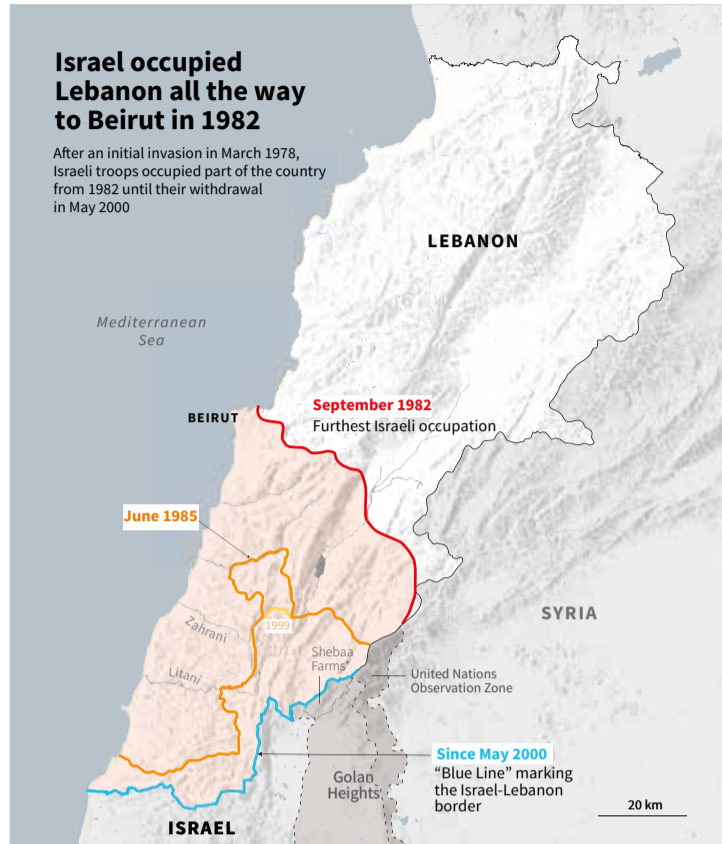 Israel occupied
Lebanon all the way
to Beirut in 1982
After an initial invasion in March 1978,
Israeli troops occupied part of the country
from 1982 until their withdrawal
in May 2000
LEBANON
Mediterranean
Sea
September 1982
Furthest Israeli occupation
BEIRUT
June 1985
1999
Zahrani
SYRIA
Shebaa
Farms*
Litani
United Nations
Observation Zone
Since May 2000
“Blue Line” marking
the Israel-Lebanon
border
Golan
Heights
20 km
ISRAEL